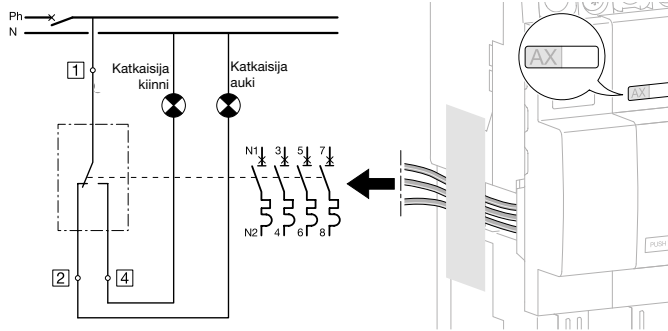 Ph
N
1
Katkaisija
kiinni
Katkaisija
auki
N1 3 5 7
N2 4 6 8
2
4
AX
AX
PUSH